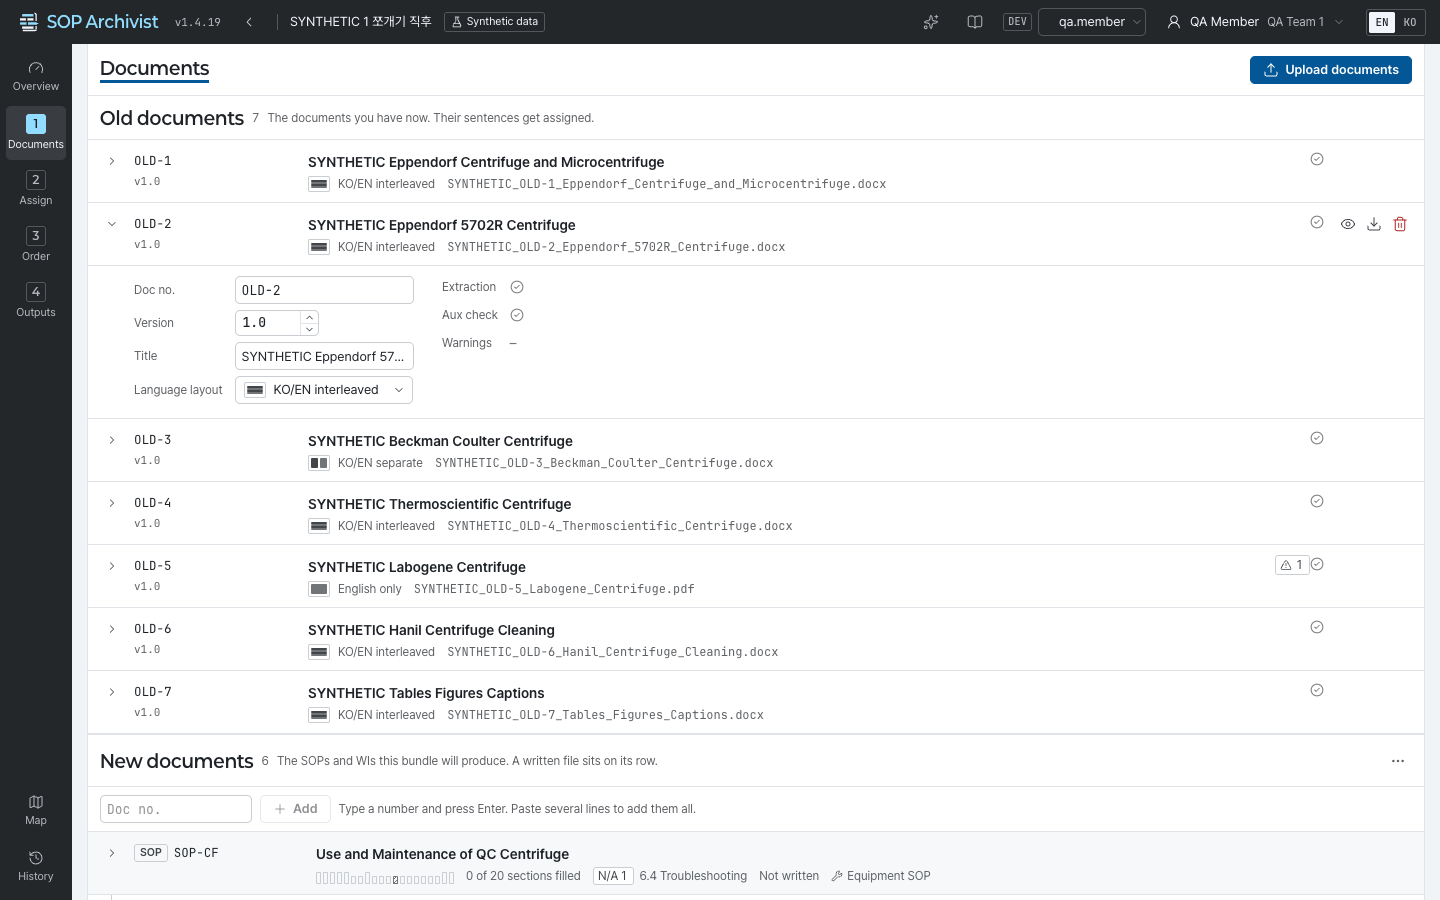 SOP Archivist v1.4.19 SYNTHETIC 1 쪼개기 직후 Synthetic data DEV qa.member QA Member QA Team 1 EN KO
Overview
1
Documents
2
Assign
3
Order
4
Outputs
Map
History
Documents
Upload documents
Old documents 7 The documents you have now. Their sentences get assigned.
OLD-1 SYNTHETIC Eppendorf Centrifuge and Microcentrifuge
v1.0 KO/EN interleaved SYNTHETIC_OLD-1_Eppendorf_Centrifuge_and_Microcentrifuge.docx
OLD-2 SYNTHETIC Eppendorf 5702R Centrifuge
v1.0 KO/EN interleaved SYNTHETIC_OLD-2_Eppendorf_5702R_Centrifuge.docx
Doc no. OLD-2 Extraction
Version 1.0 Aux check
Title SYNTHETIC Eppendorf 57... Warnings –
Language layout KO/EN interleaved
OLD-3 SYNTHETIC Beckman Coulter Centrifuge
v1.0 KO/EN separate SYNTHETIC_OLD-3_Beckman_Coulter_Centrifuge.docx
OLD-4 SYNTHETIC Thermoscientific Centrifuge
v1.0 KO/EN interleaved SYNTHETIC_OLD-4_Thermoscientific_Centrifuge.docx
OLD-5 SYNTHETIC Labogene Centrifuge 1
v1.0 English only SYNTHETIC_OLD-5_Labogene_Centrifuge.pdf
OLD-6 SYNTHETIC Hanil Centrifuge Cleaning
v1.0 KO/EN interleaved SYNTHETIC_OLD-6_Hanil_Centrifuge_Cleaning.docx
OLD-7 SYNTHETIC Tables Figures Captions
v1.0 KO/EN interleaved SYNTHETIC_OLD-7_Tables_Figures_Captions.docx
New documents 6 The SOPs and WIs this bundle will produce. A written file sits on its row.
Doc no. Add Type a number and press Enter. Paste several lines to add them all.
SOP SOP-CF Use and Maintenance of QC Centrifuge
0 of 20 sections filled N/A 1 6.4 Troubleshooting Not written Equipment SOP